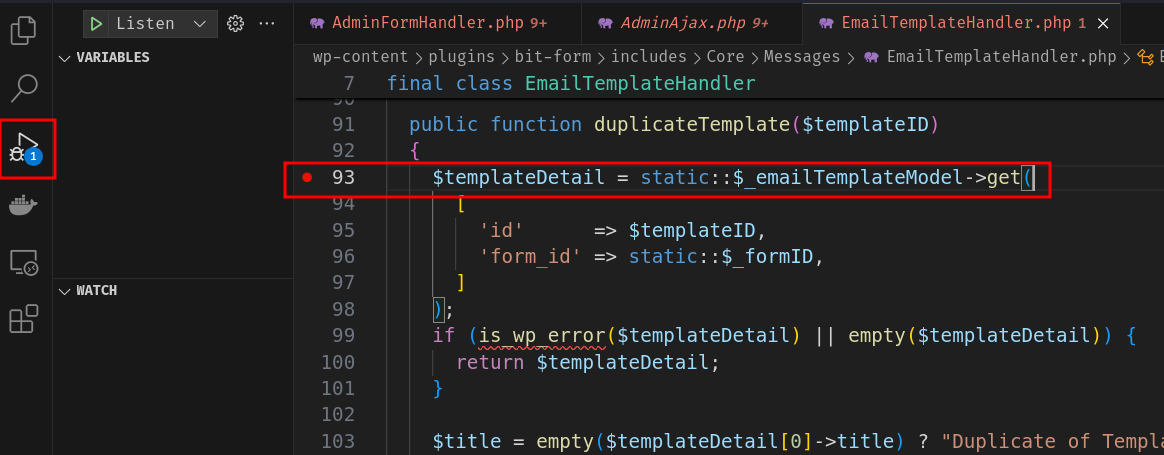 Listen
VARIABLES
1
WATCH
AdminFormHandler.php 9+ AdminAjax.php 9+ EmailTemplateHandler.php 1
wp-content > plugins > bit-form > includes > Core > Messages > EmailTemplateHandler.php >
7 final class EmailTemplateHandler
90
91 public function duplicateTemplate($templateID)
92 {
93 $templateDetail = static::$_emailTemplateModel->get(
94 [
95 'id' => $templateID,
96 'form_id' => static::$_formID,
97 ]
98 );
99 if (is_wp_error($templateDetail) || empty($templateDetail)) {
100 return $templateDetail;
101 }
102
103 $title = empty($templateDetail[0]->title) ? "Duplicate of